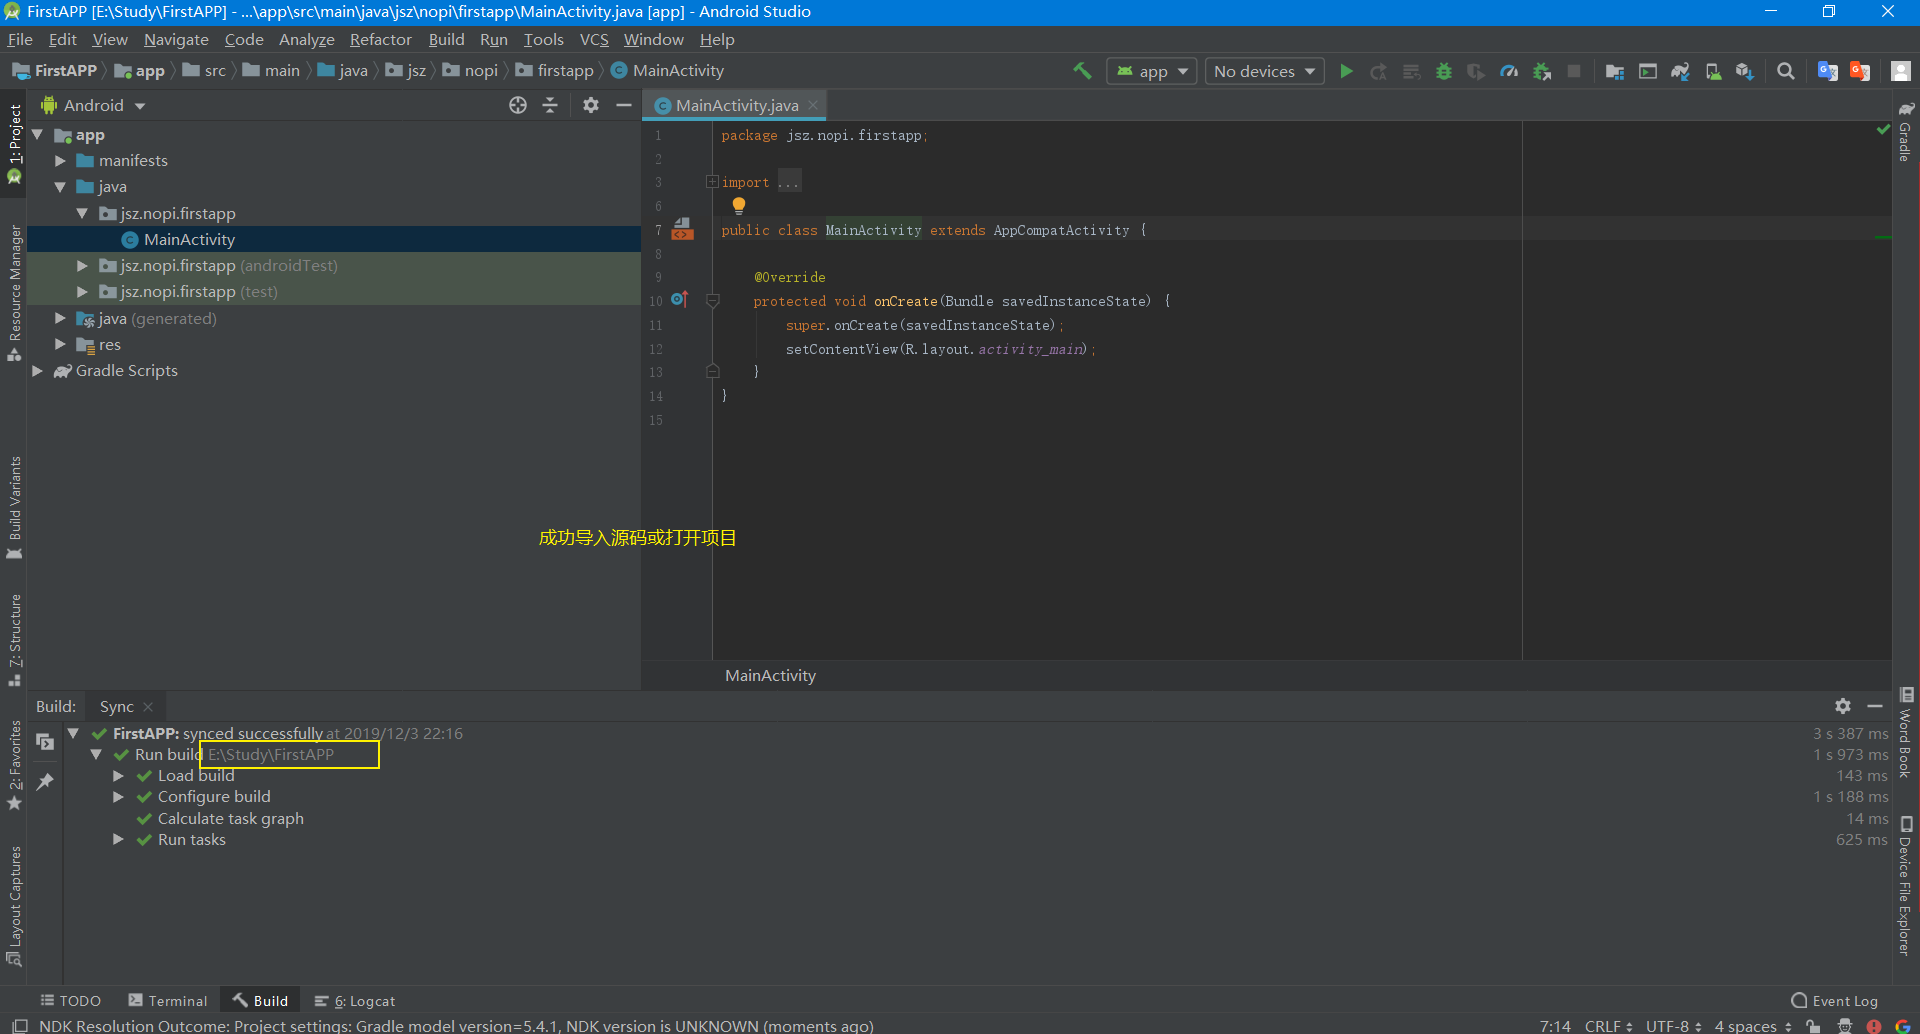 FirstAPP [E:\Study\FirstAPP] - ...\app\src\main\java\jsz\nopi\firstapp\MainActivity.java [app] - Android Studio
File Edit View Navigate Code Analyze Refactor Build Run Tools VCS Window Help
FirstAPP app src main java jsz nopi firstapp MainActivity app No devices
Android
MainActivity.java
app
manifests
java
jsz.nopi.firstapp
MainActivity
jsz.nopi.firstapp (androidTest)
jsz.nopi.firstapp (test)
java (generated)
res
Gradle Scripts
1 package jsz.nopi.firstapp;
2
3 import ...
6
7 public class MainActivity extends AppCompatActivity {
8
9 @Override
10 protected void onCreate(Bundle savedInstanceState) {
11 super.onCreate(savedInstanceState);
12 setContentView(R.layout.activity_main);
13 }
14 }
15
成功导入源码或打开项目
MainActivity
1: Project
Resource Manager
Build Variants
7: Structure
2: Favorites
Layout Captures
Gradle
Word Book
Device File Explorer
Build: Sync
FirstAPP: synced successfully at 2019/12/3 22:16 3 s 387 ms
Run build E:\Study\FirstAPP 1 s 973 ms
Load build 143 ms
Configure build 1 s 188 ms
Calculate task graph 14 ms
Run tasks 625 ms
TODO Terminal Build 6: Logcat Event Log
NDK Resolution Outcome: Project settings: Gradle model version=5.4.1, NDK version is UNKNOWN (moments ago) 7:14 CRLF UTF-8 4 spaces